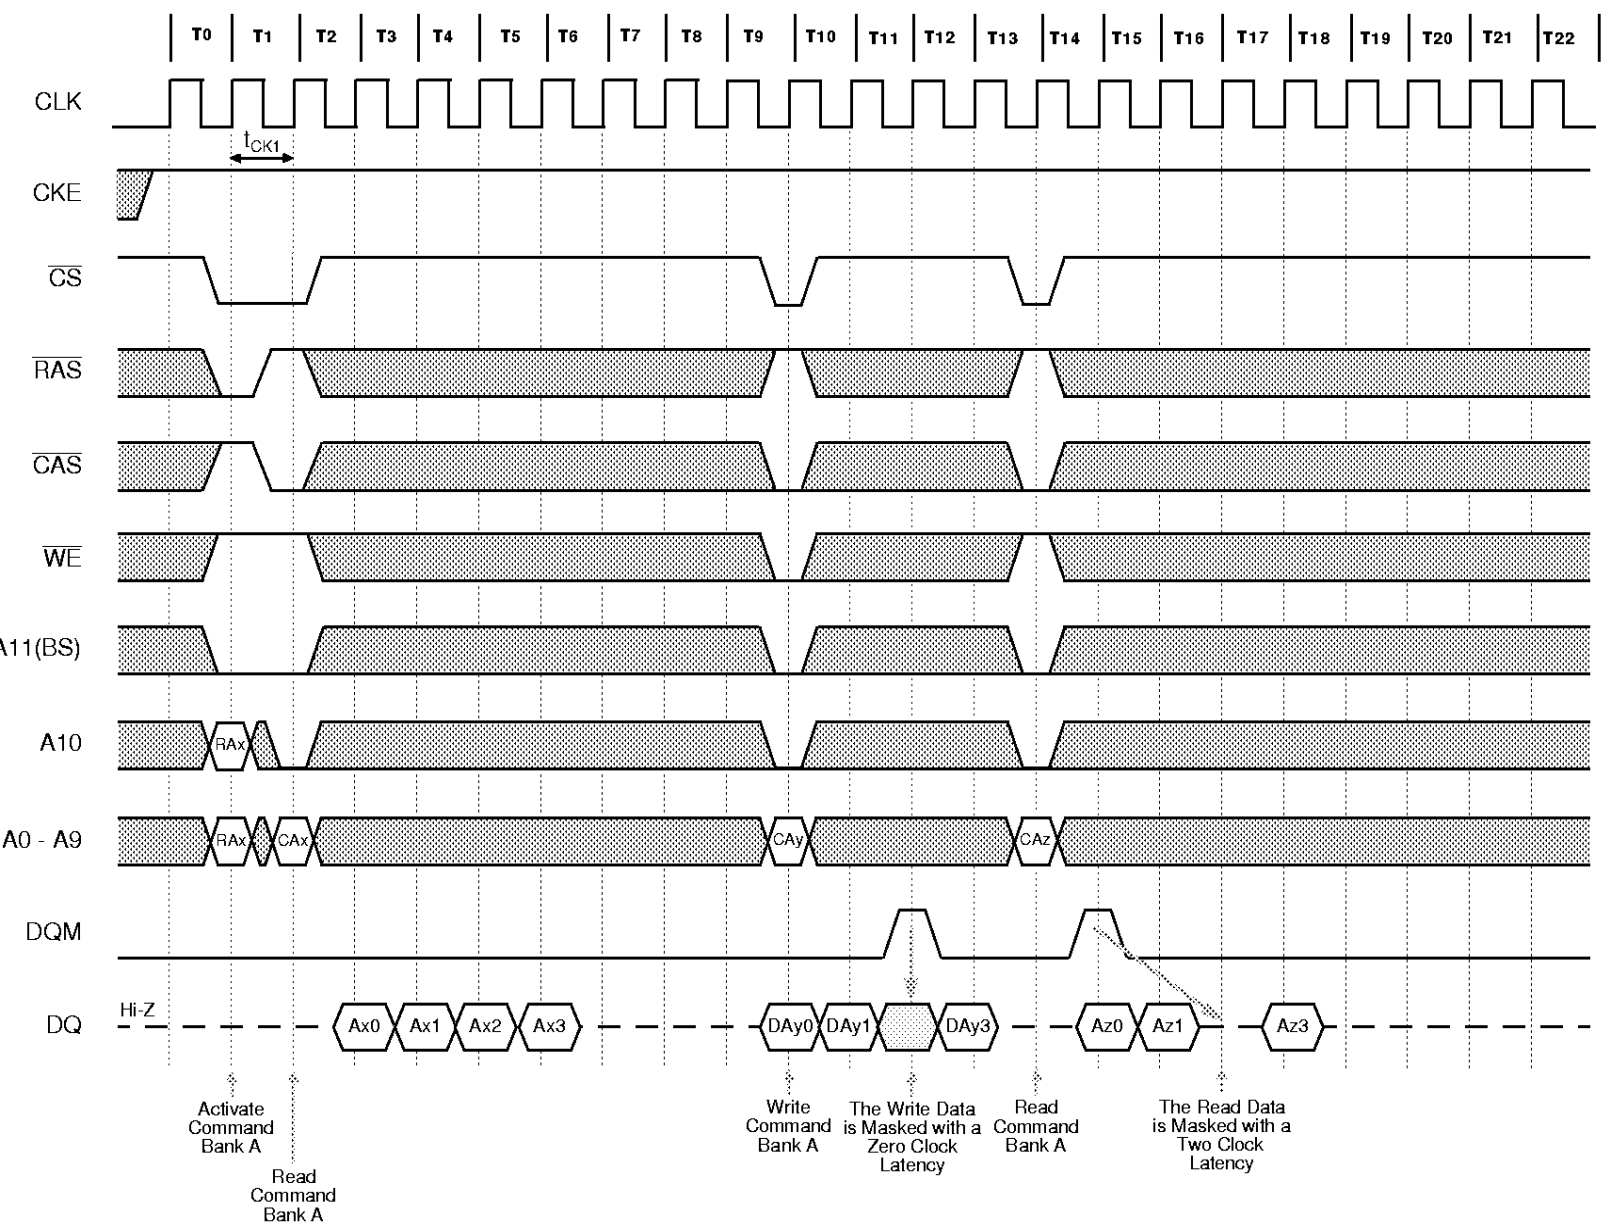 T0 T1 T2 T3 T4 T5 T6 T7 T8 T9 T10 T11 T12 T13 T14 T15 T16 T17 T18 T19 T20 T21 T22
CLK
tCK1
CKE
CS
RAS
CAS
WE
A11(BS)
A10
RAx
A0 - A9
RAx CAx CAy CAz
DQM
Hi-Z
DQ
Ax0 Ax1 Ax2 Ax3 DAy0 DAy1 DAy3 Az0 Az1 Az3
Activate
Command
Bank A
Read
Command
Bank A
Write
Command
Bank A
The Write Data
is Masked with a
Zero Clock
Latency
Read
Command
Bank A
The Read Data
is Masked with a
Two Clock
Latency